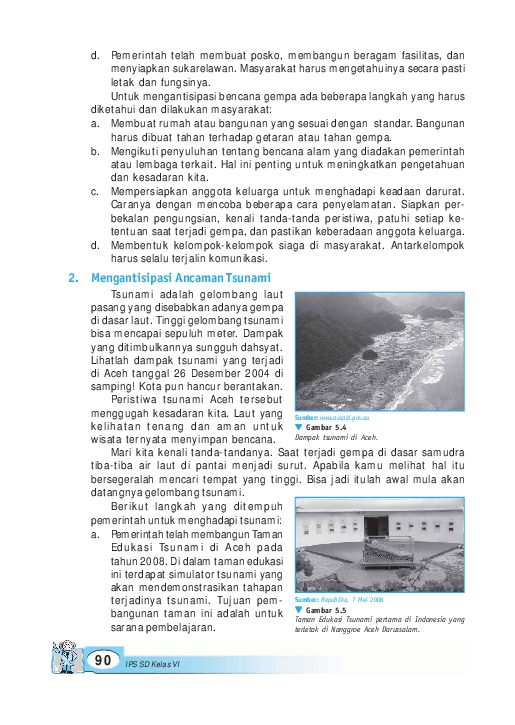 d. Pemerintah telah membuat posko, membangun beragam fasilitas, dan
menyiapkan sukarelawan. Masyarakat harus mengetahuinya secara pasti
letak dan fungsinya.
Untuk mengantisipasi bencana gempa ada beberapa langkah yang harus
diketahui dan dilakukan masyarakat:
a. Membuat rumah atau bangunan yang sesuai dengan standar. Bangunan
harus dibuat tahan terhadap getaran atau tahan gempa.
b. Mengikuti penyuluhan tentang bencana alam yang diadakan pemerintah
atau lembaga terkait. Hal ini penting untuk meningkatkan pengetahuan
dan kesadaran kita.
c. Mempersiapkan anggota keluarga untuk menghadapi keadaan darurat.
Caranya dengan mencoba beberapa cara penyelamatan. Siapkan per-
bekalan pengungsian, kenali tanda-tanda peristiwa, patuhi setiap ke-
tentuan saat terjadi gempa, dan pastikan keberadaan anggota keluarga.
d. Membentuk kelompok-kelompok siaga di masyarakat. Antarkelompok
harus selalu terjalin komunikasi.
2. Mengantisipasi Ancaman Tsunami
Tsunami adalah gelombang laut
pasang yang disebabkan adanya gempa
di dasar laut. Tinggi gelombang tsunami
bisa mencapai sepuluh meter. Dampak
yang ditimbulkannya sungguh dahsyat.
Lihatlah dampak tsunami yang terjadi
di Aceh tanggal 26 Desember 2004 di
samping! Kota pun hancur berantakan.
Peristiwa tsunami Aceh tersebut
menggugah kesadaran kita. Laut yang
kelihatan tenang dan aman untuk
wisata ternyata menyimpan bencana.
Sumber: www.ausaid.gov.au
▼ Gambar 5.4
Dampak tsunami di Aceh.
Mari kita kenali tanda-tandanya. Saat terjadi gempa di dasar samudra
tiba-tiba air laut di pantai menjadi surut. Apabila kamu melihat hal itu
bersegeralah mencari tempat yang tinggi. Bisa jadi itulah awal mula akan
datangnya gelombang tsunami.
Berikut langkah yang ditempuh
pemerintah untuk menghadapi tsunami:
a. Pemerintah telah membangun Taman
Edukasi Tsunami di Aceh pada
tahun 2008. Di dalam taman edukasi
ini terdapat simulator tsunami yang
akan mendemonstrasikan tahapan
terjadinya tsunami. Tujuan pem-
bangunan taman ini adalah untuk
sarana pembelajaran.
Sumber: Republika, 7 Mei 2008
▼ Gambar 5.5
Taman Edukasi Tsunami pertama di Indonesia yang
terletak di Nanggroe Aceh Darussalam.
90 IPS SD Kelas VI